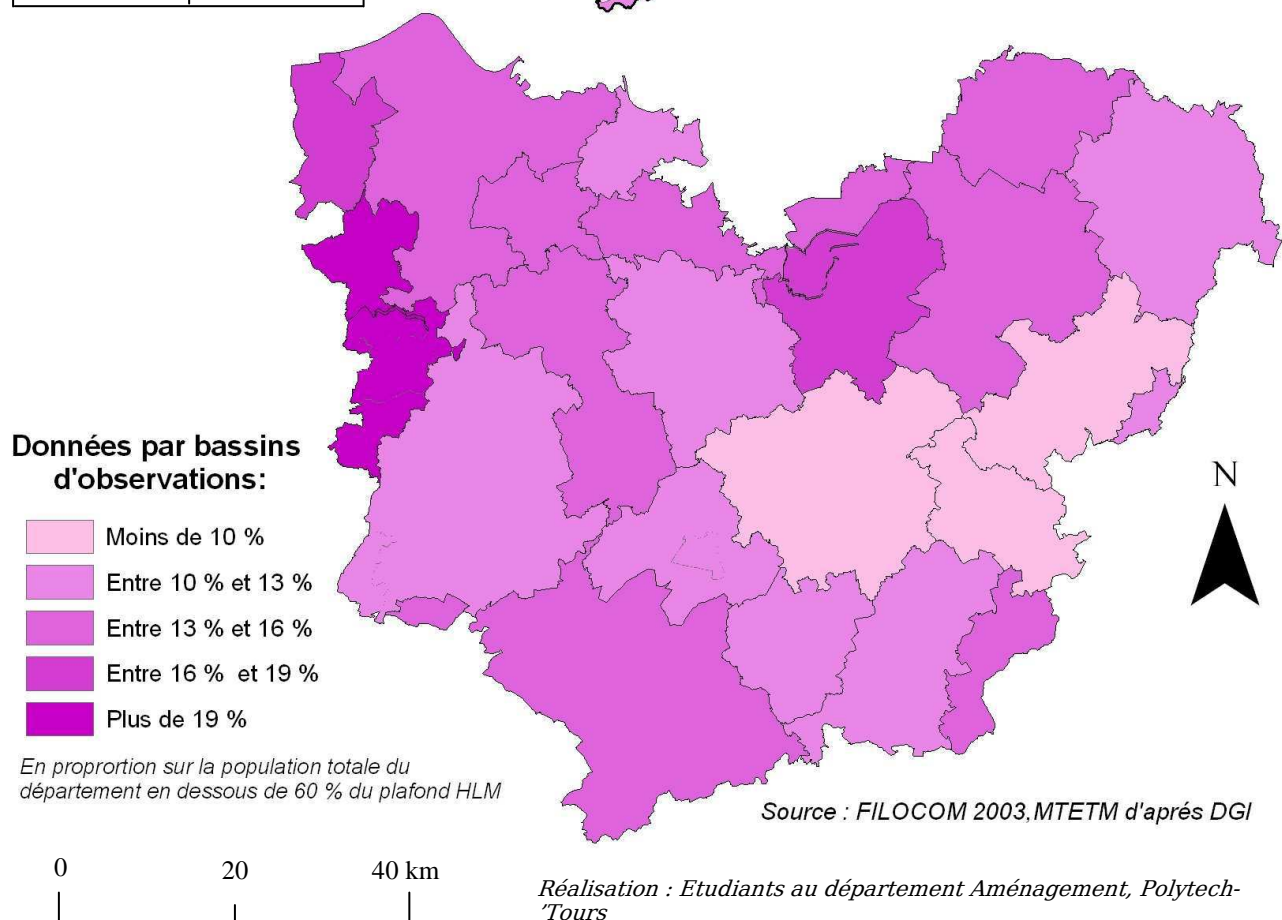 Données par bassins
d'observations:
N
Moins de 10 %
Entre 10 % et 13 %
Entre 13 % et 16 %
Entre 16 % et 19 %
Plus de 19 %
En proprortion sur la population totale du
département en dessous de 60 % du plafond HLM
Source : FILOCOM 2003,MTETM d'aprés DGI
0 20 40 km
Réalisation : Etudiants au département Aménagement, Polytech-
'Tours